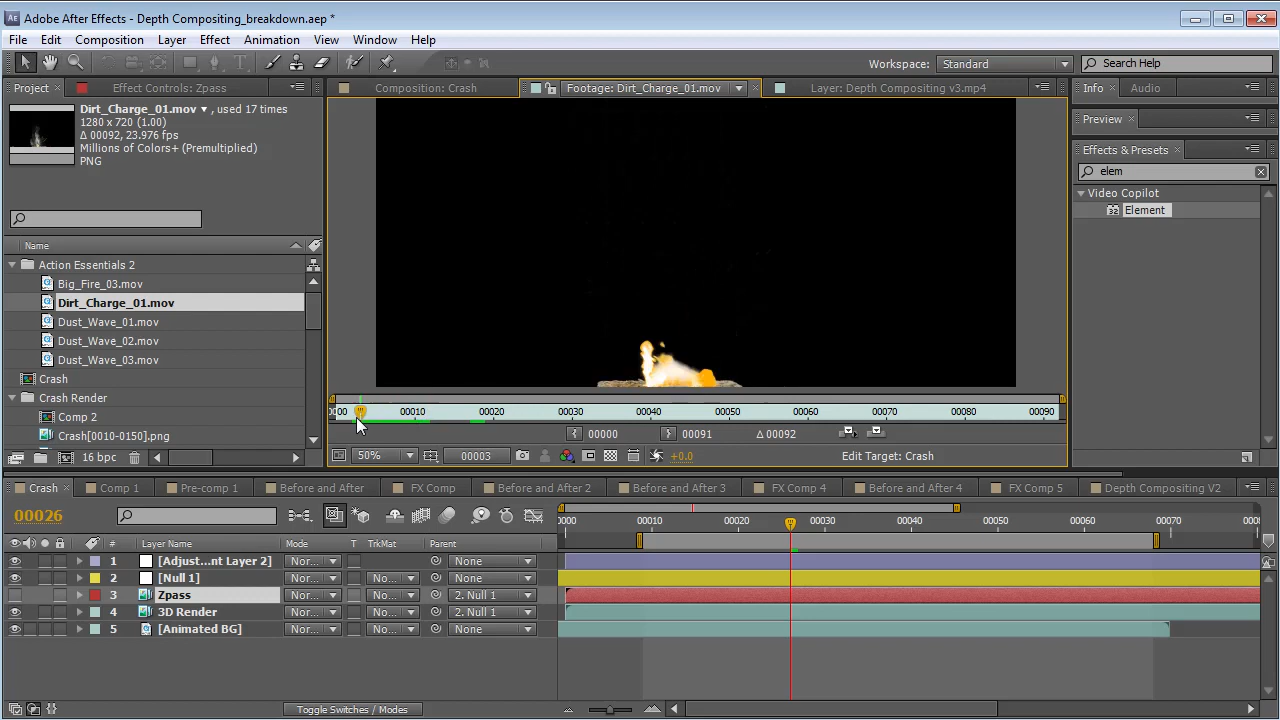 Adobe After Effects - Depth Compositing_breakdown.aep *
File Edit Composition Layer Effect Animation View Window Help
Workspace: Standard Search Help
Project Effect Controls: Zpass Composition: Crash Footage: Dirt_Charge_01.mov Layer: Depth Compositing v3.mp4 Info Audio
Dirt_Charge_01.mov , used 17 times
1280 x 720 (1.00)
Δ 00092, 23.976 fps
Millions of Colors+ (Premultiplied)
PNG
Preview
Effects & Presets
elem
Video Copilot
32 Element
Name
Action Essentials 2
Big_Fire_03.mov
Dirt_Charge_01.mov
Dust_Wave_01.mov
Dust_Wave_02.mov
Dust_Wave_03.mov
Crash
Crash Render
Comp 2
Crash[0010-0150].png
16 bpc
000 00010 00020 00030 00040 00050 00060 00070 00080 00090
00000 00091 Δ 00092
50% 00003 +0.0 Edit Target: Crash
Crash Comp 1 Pre-comp 1 Before and After FX Comp Before and After 2 Before and After 3 FX Comp 4 Before and After 4 FX Comp 5 Depth Compositing V2
00026
0000 00010 00020 00030 00040 00050 00060 00070
# Layer Name Mode T TrkMat Parent
1 [Adjust...nt Layer 2] Nor... None
2 [Null 1] Nor... No... None
3 Zpass Nor... No... 2. Null 1
4 3D Render Nor... No... 2. Null 1
5 [Animated BG] Nor... No... None
Toggle Switches / Modes